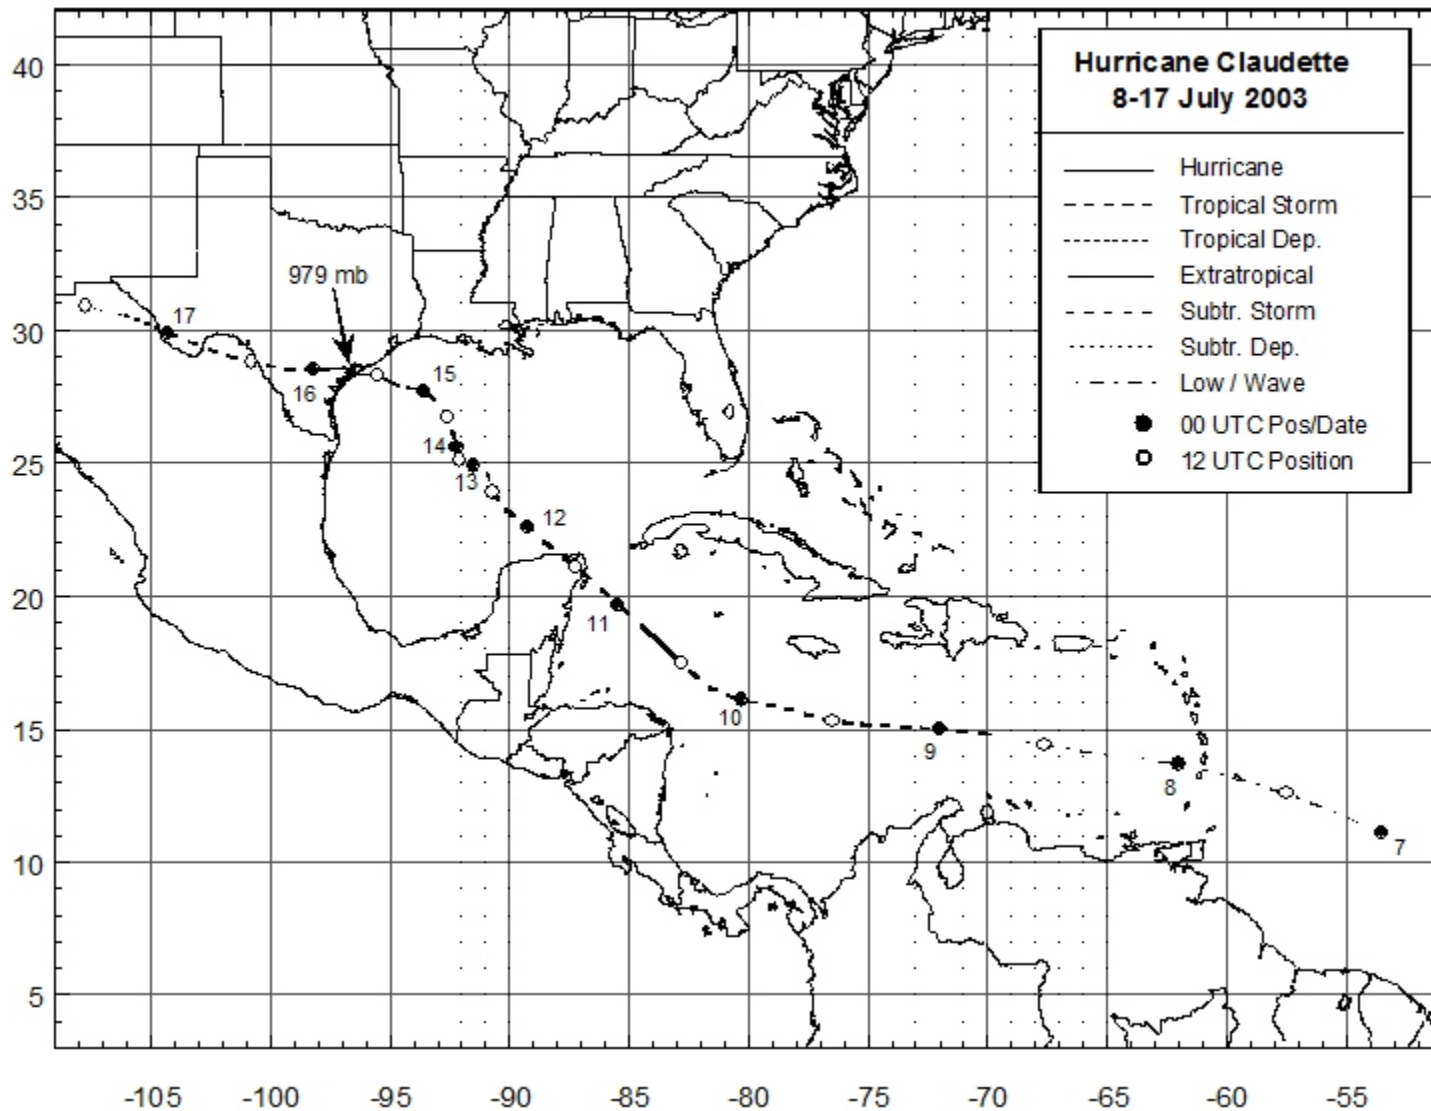 Hurricane Claudette
8-17 July 2003
Hurricane
Tropical Storm
Tropical Dep.
Extratropical
Subtr. Storm
Subtr. Dep.
Low / Wave
00 UTC Pos/Date
12 UTC Position
40
35
30
25
20
15
10
5
979 mb
17
16
15
14
13
12
11
10
9
8
7
-105
-100
-95
-90
-85
-80
-75
-70
-65
-60
-55